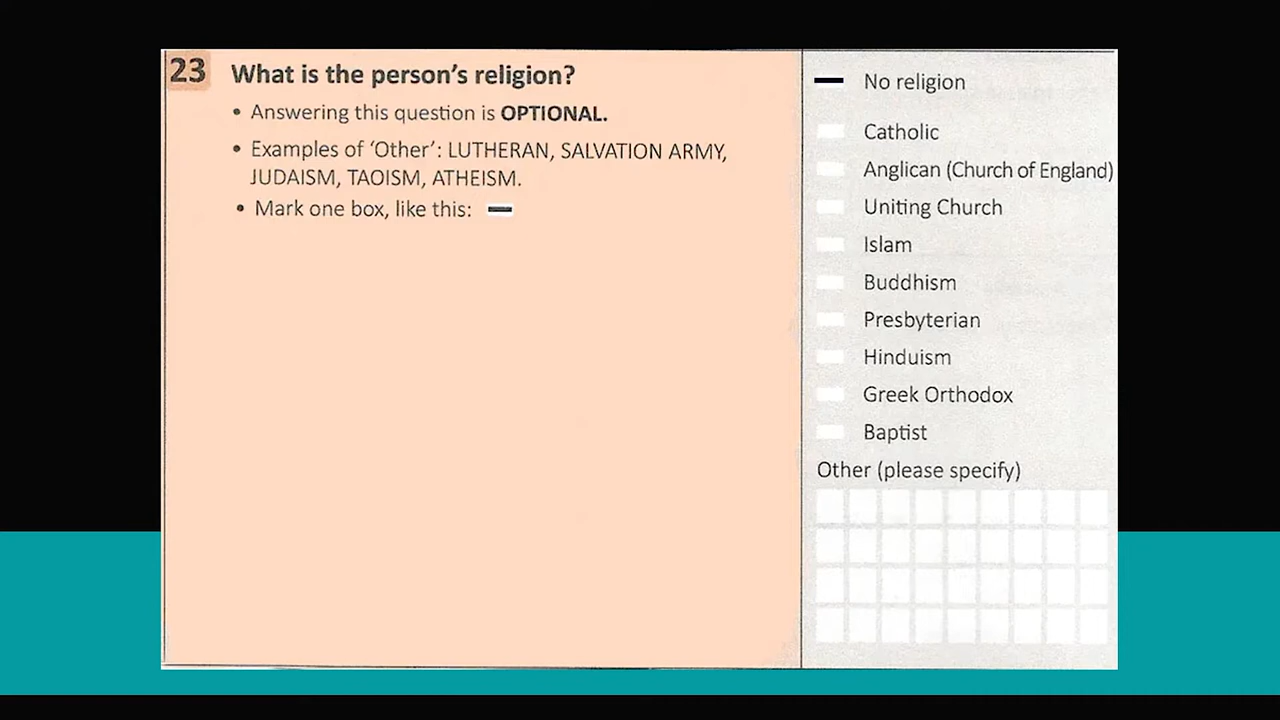 23 What is the person's religion?
• Answering this question is OPTIONAL.
• Examples of 'Other': LUTHERAN, SALVATION ARMY,
JUDAISM, TAOISM, ATHEISM.
• Mark one box, like this:
No religion
Catholic
Anglican (Church of England)
Uniting Church
Islam
Buddhism
Presbyterian
Hinduism
Greek Orthodox
Baptist
Other (please specify)